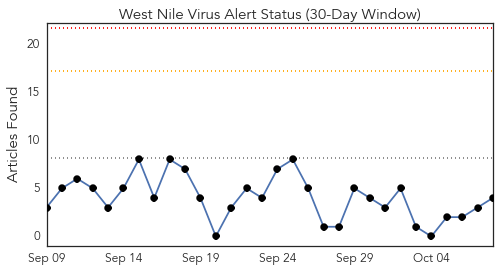 West Nile Virus Alert Status (30-Day Window)
Articles Found
20
15
10
5
0
Sep 09 Sep 14 Sep 19 Sep 24 Sep 29 Oct 04